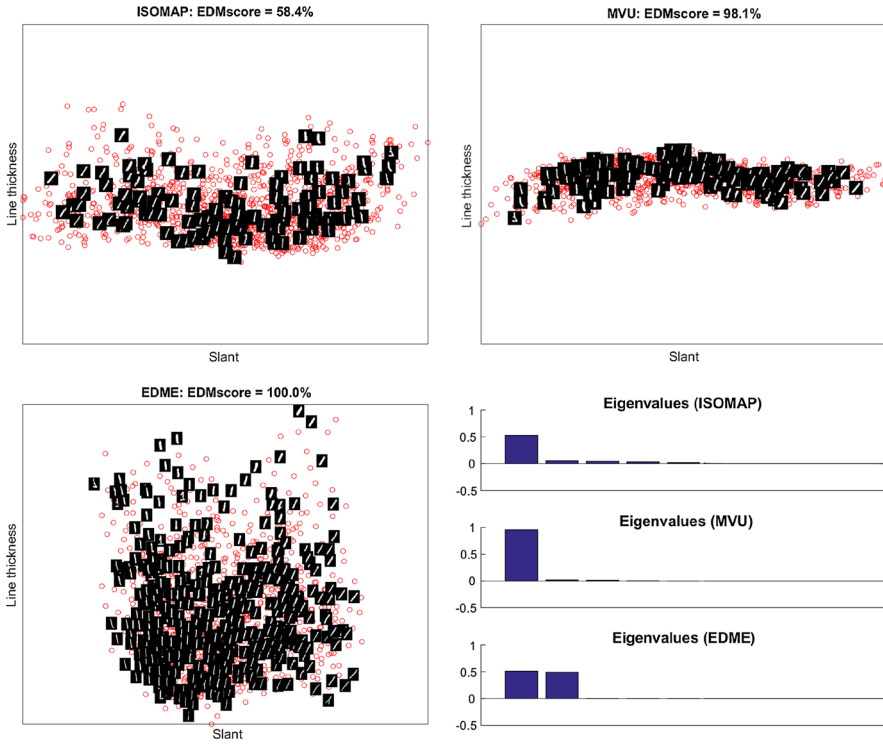 ISOMAP: EDMscore = 58.4%
Line thickness
Slant
MVU: EDMscore = 98.1%
Line thickness
Slant
EDME: EDMscore = 100.0%
Line thickness
Slant
Eigenvalues (ISOMAP)
1
0.5
0
-0.5
Eigenvalues (MVU)
1
0.5
0
-0.5
Eigenvalues (EDME)
1
0.5
0
-0.5